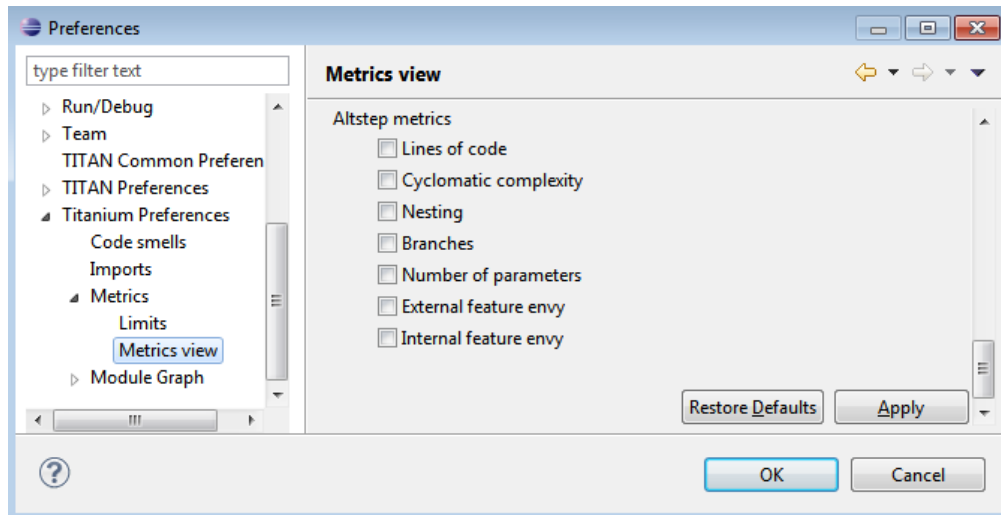 Preferences
type filter text
Run/Debug
Team
TITAN Common Preferen
TITAN Preferences
Titanium Preferences
Code smells
Imports
Metrics
Limits
Metrics view
Module Graph
Metrics view
Altstep metrics
Lines of code
Cyclomatic complexity
Nesting
Branches
Number of parameters
External feature envy
Internal feature envy
Restore Defaults
Apply
OK
Cancel